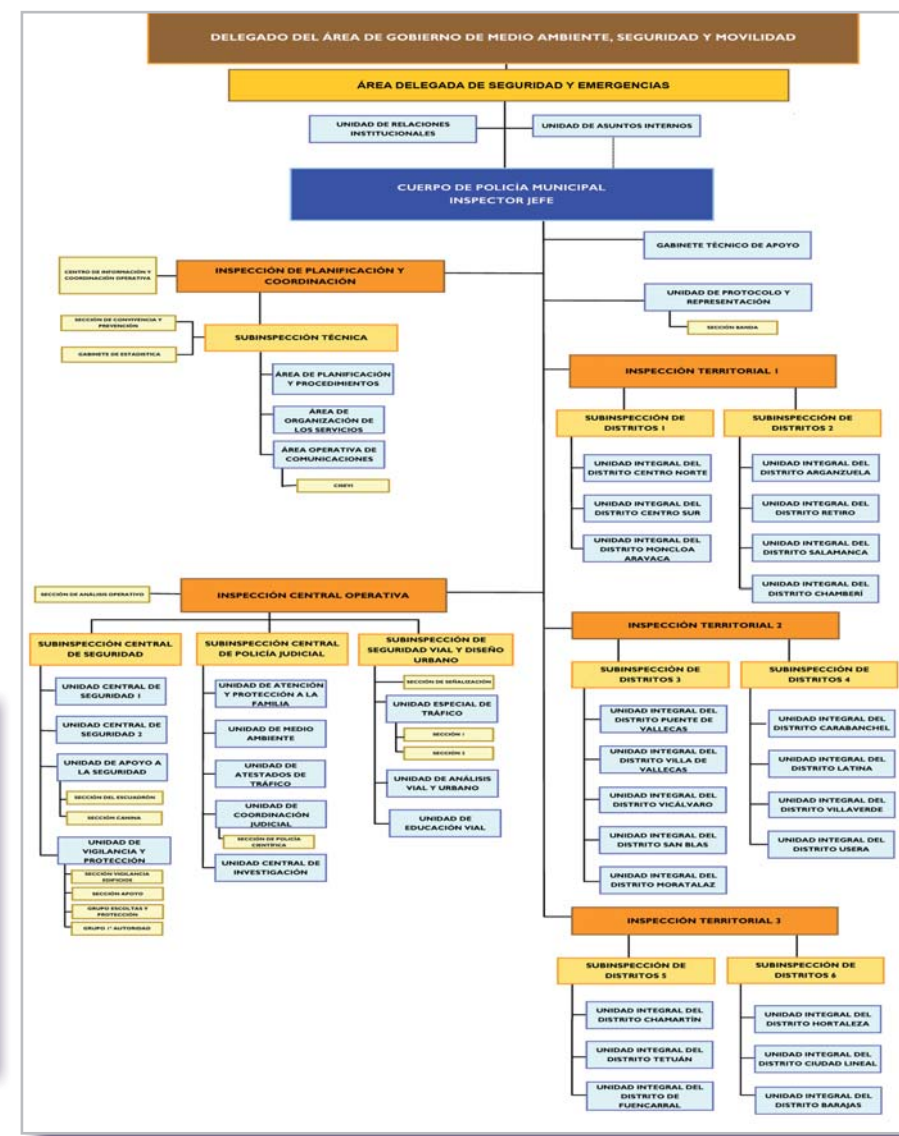 DELEGADO DEL ÁREA DE GOBIERNO DE MEDIO AMBIENTE, SEGURIDAD Y MOVILIDAD
ÁREA DELEGADA DE SEGURIDAD Y EMERGENCIAS
UNIDAD DE RELACIONES
INSTITUCIONALES
UNIDAD DE ASUNTOS INTERNOS
CUERPO DE POLICÍA MUNICIPAL
INSPECTOR JEFE
GABINETE TÉCNICO DE APOYO
UNIDAD DE PROTOCOLO Y
REPRESENTACIÓN
SECCIÓN BANDA
CENTRO DE INFORMACIÓN Y
COORDINACIÓN OPERATIVA
INSPECCIÓN DE PLANIFICACIÓN Y
COORDINACIÓN
SECCIÓN DE CONVIVENCIA Y
PREVENCIÓN
GABINETE DE ESTADISTICA
SUBINSPECCIÓN TÉCNICA
ÁREA DE PLANIFICACIÓN
Y PROCEDIMIENTOS
ÁREA DE
ORGANIZACIÓN DE
LOS SERVICIOS
ÁREA OPERATIVA DE
COMUNICACIONES
CISEVI
INSPECCIÓN TERRITORIAL 1
SUBINSPECCIÓN DE
DISTRITOS 1
UNIDAD INTEGRAL DEL
DISTRITO CENTRO NORTE
UNIDAD INTEGRAL DEL
DISTRITO CENTRO SUR
UNIDAD INTEGRAL DEL
DISTRITO MONCLOA
ARAVACA
SUBINSPECCIÓN DE
DISTRITOS 2
UNIDAD INTEGRAL DEL
DISTRITO ARGANZUELA
UNIDAD INTEGRAL DEL
DISTRITO RETIRO
UNIDAD INTEGRAL DEL
DISTRITO SALAMANCA
UNIDAD INTEGRAL DEL
DISTRITO CHAMBERÍ
SECCIÓN DE ANÁLISIS OPERATIVO
INSPECCIÓN CENTRAL OPERATIVA
SUBINSPECCIÓN CENTRAL
DE SEGURIDAD
UNIDAD CENTRAL DE
SEGURIDAD 1
UNIDAD CENTRAL DE
SEGURIDAD 2
UNIDAD DE APOYO A
LA SEGURIDAD
SECCIÓN DEL ESCUADRÓN
SECCIÓN CANINA
UNIDAD DE
VIGILANCIA Y
PROTECCIÓN
SECCIÓN VIGILANCIA
EDIFICIOS
SECCIÓN APOYO
GRUPO ESCOLTAS Y
PROTECCIÓN
GRUPO 1ª AUTORIDAD
SUBINSPECCIÓN CENTRAL
DE POLICÍA JUDICIAL
UNIDAD DE ATENCIÓN
Y PROTECCIÓN A LA
FAMILIA
UNIDAD DE MEDIO
AMBIENTE
UNIDAD DE
ATESTADOS DE
TRÁFICO
UNIDAD DE
COORDINACIÓN
JUDICIAL
SECCIÓN DE POLICÍA
CIENTÍFICA
UNIDAD CENTRAL DE
INVESTIGACIÓN
SUBINSPECCIÓN DE
SEGURIDAD VIAL Y DISEÑO
URBANO
SECCIÓN DE SEÑALIZACIÓN
UNIDAD ESPECIAL DE
TRÁFICO
SECCIÓN 1
SECCIÓN 2
UNIDAD DE ANÁLISIS
VIAL Y URBANO
UNIDAD DE
EDUCACIÓN VIAL
INSPECCIÓN TERRITORIAL 2
SUBINSPECCIÓN DE
DISTRITOS 3
UNIDAD INTEGRAL DEL
DISTRITO PUENTE DE
VALLECAS
UNIDAD INTEGRAL DEL
DISTRITO VILLA DE
VALLECAS
UNIDAD INTEGRAL DEL
DISTRITO VICÁLVARO
UNIDAD INTEGRAL DEL
DISTRITO SAN BLAS
UNIDAD INTEGRAL DEL
DISTRITO MORATALAZ
SUBINSPECCIÓN DE
DISTRITOS 4
UNIDAD INTEGRAL DEL
DISTRITO CARABANCHEL
UNIDAD INTEGRAL DEL
DISTRITO LATINA
UNIDAD INTEGRAL DEL
DISTRITO VILLAVERDE
UNIDAD INTEGRAL DEL
DISTRITO USERA
INSPECCIÓN TERRITORIAL 3
SUBINSPECCIÓN DE
DISTRITOS 5
UNIDAD INTEGRAL DEL
DISTRITO CHAMARTÍN
UNIDAD INTEGRAL DEL
DISTRITO TETUÁN
UNIDAD INTEGRAL DEL
DISTRITO DE
FUENCARRAL
SUBINSPECCIÓN DE
DISTRITOS 6
UNIDAD INTEGRAL DEL
DISTRITO HORTALEZA
UNIDAD INTEGRAL DEL
DISTRITO CIUDAD LINEAL
UNIDAD INTEGRAL DEL
DISTRITO BARAJAS